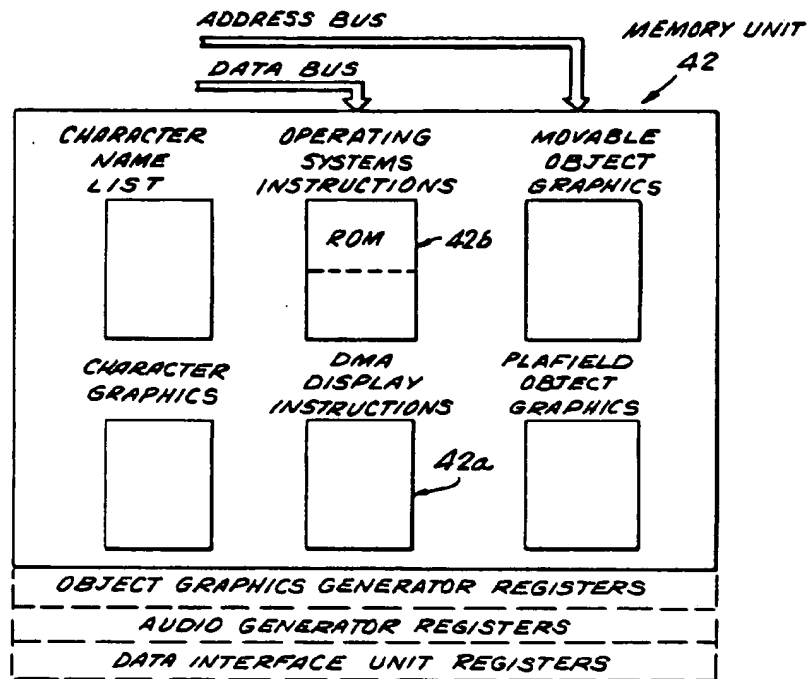 ADDRESS BUS
MEMORY UNIT
42
DATA BUS
CHARACTER
NAME
LIST
OPERATING
SYSTEMS
INSTRUCTIONS
MOVABLE
OBJECT
GRAPHICS
ROM
42b
CHARACTER
GRAPHICS
DMA
DISPLAY
INSTRUCTIONS
PLAFIELD
OBJECT
GRAPHICS
42a
OBJECT GRAPHICS GENERATOR REGISTERS
AUDIO GENERATOR REGISTERS
DATA INTERFACE UNIT REGISTERS